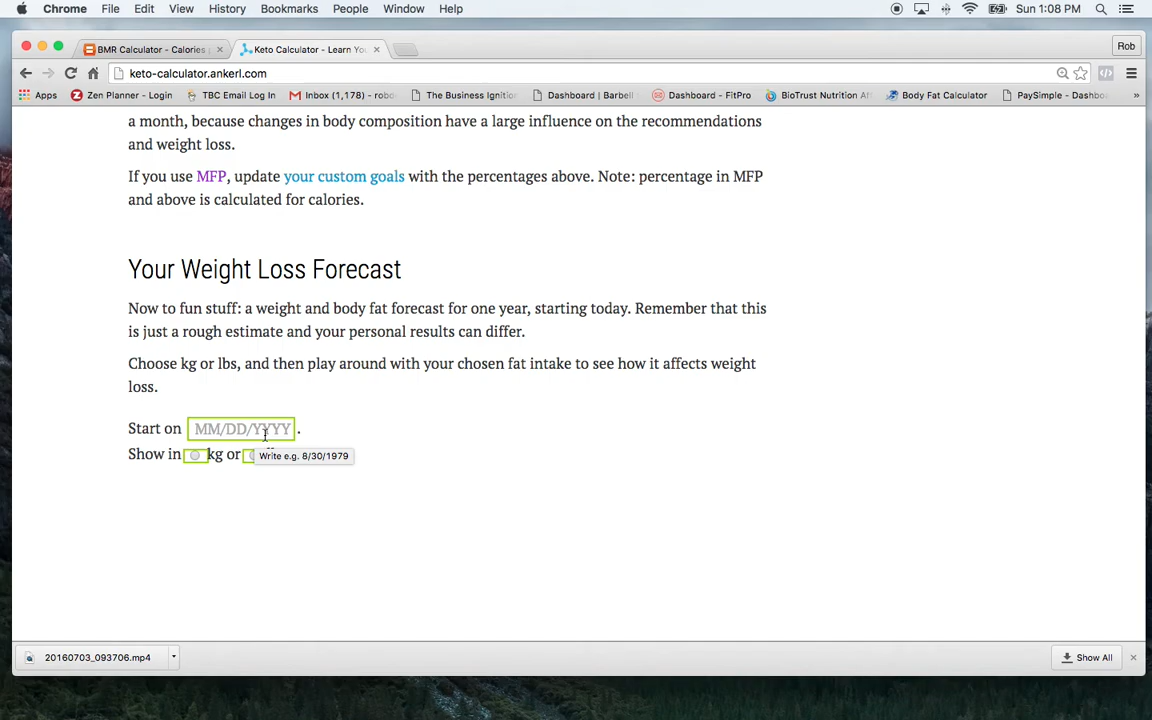 Chrome File Edit View History Bookmarks People Window Help Sun 1:08 PM
BMR Calculator - Calories Keto Calculator - Learn You Rob
keto-calculator.ankerl.com
Apps Zen Planner - Login TBC Email Log In Inbox (1,178) - robo The Business Ignition Dashboard | Barbell Dashboard - FitPro BioTrust Nutrition Af Body Fat Calculator PaySimple - Dashbo »
a month, because changes in body composition have a large influence on the recommendations
and weight loss.
If you use MFP, update your custom goals with the percentages above. Note: percentage in MFP
and above is calculated for calories.
Your Weight Loss Forecast
Now to fun stuff: a weight and body fat forecast for one year, starting today. Remember that this
is just a rough estimate and your personal results can differ.
Choose kg or lbs, and then play around with your chosen fat intake to see how it affects weight
loss.
Start on MM/DD/YYYY .
Show in kg or
Write e.g. 8/30/1979
20160703_093706.mp4 Show All